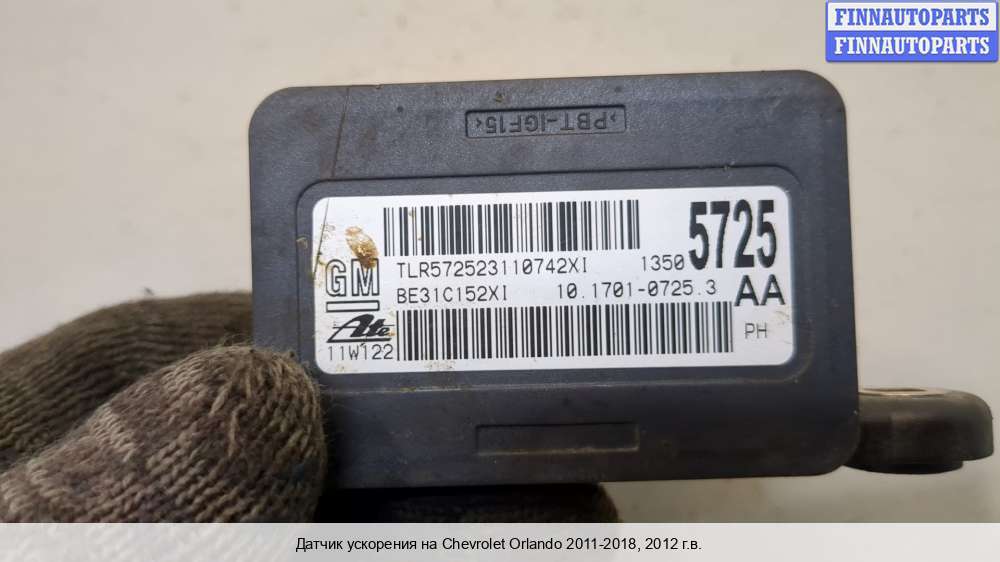 FINNAUTOPARTS
FINNAUTOPARTS
>PBT-IGF15<
GM
TLR572523110742XI 1350 5725
BE31C152XI 10.1701-0725.3 AA
Ate
11W122
PH
Датчик ускорения на Chevrolet Orlando 2011-2018, 2012 г.в.